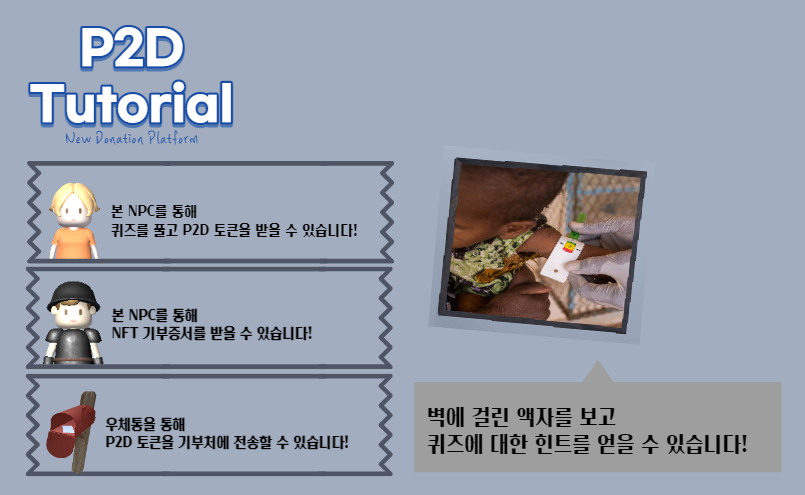 P2D
Tutorial
New Donation Platform
본 NPC를 통해
퀴즈를 풀고 P2D 토큰을 받을 수 있습니다!
본 NPC를 통해
NFT 기부증서를 받을 수 있습니다!
우체통을 통해
P2D 토큰을 기부처에 전송할 수 있습니다!
벽에 걸린 액자를 보고
퀴즈에 대한 힌트를 얻을 수 있습니다!